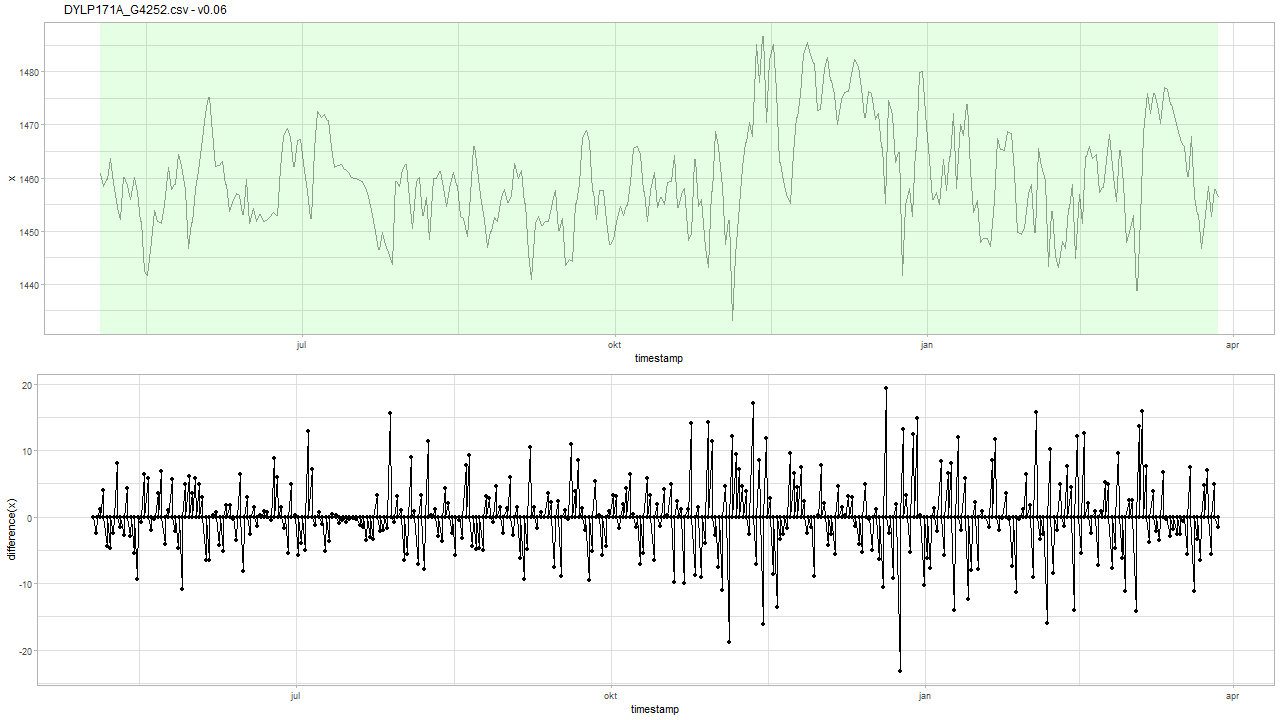 DYLP171A_G4252.csv - v0.06
1480
1470
1460
1450
1440
x
jul
okt
jan
apr
timestamp
20
10
0
-10
-20
difference(x)
jul
okt
jan
apr
timestamp